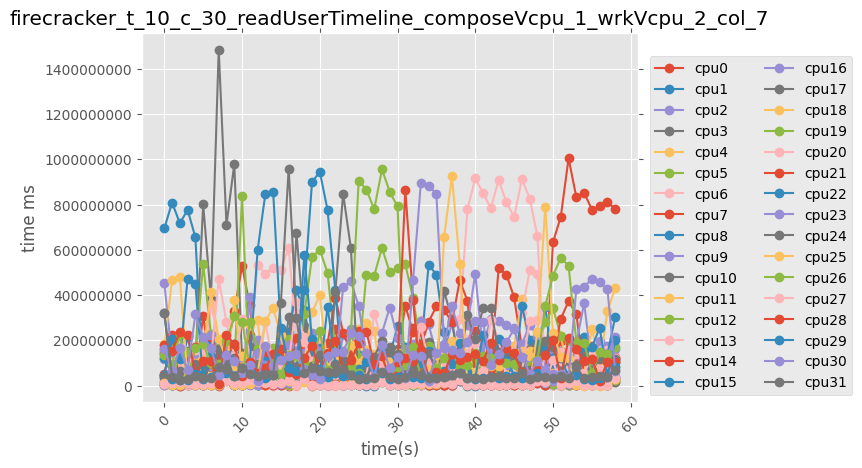 firecracker_t_10_c_30_readUserTimeline_composeVcpu_1_wrkVcpu_2_col_7
1400000000
1200000000
1000000000
800000000
600000000
400000000
200000000
0
time ms
0 10 20 30 40 50 60
time(s)
cpu0 cpu16
cpu1 cpu17
cpu2 cpu18
cpu3 cpu19
cpu4 cpu20
cpu5 cpu21
cpu6 cpu22
cpu7 cpu23
cpu8 cpu24
cpu9 cpu25
cpu10 cpu26
cpu11 cpu27
cpu12 cpu28
cpu13 cpu29
cpu14 cpu30
cpu15 cpu31